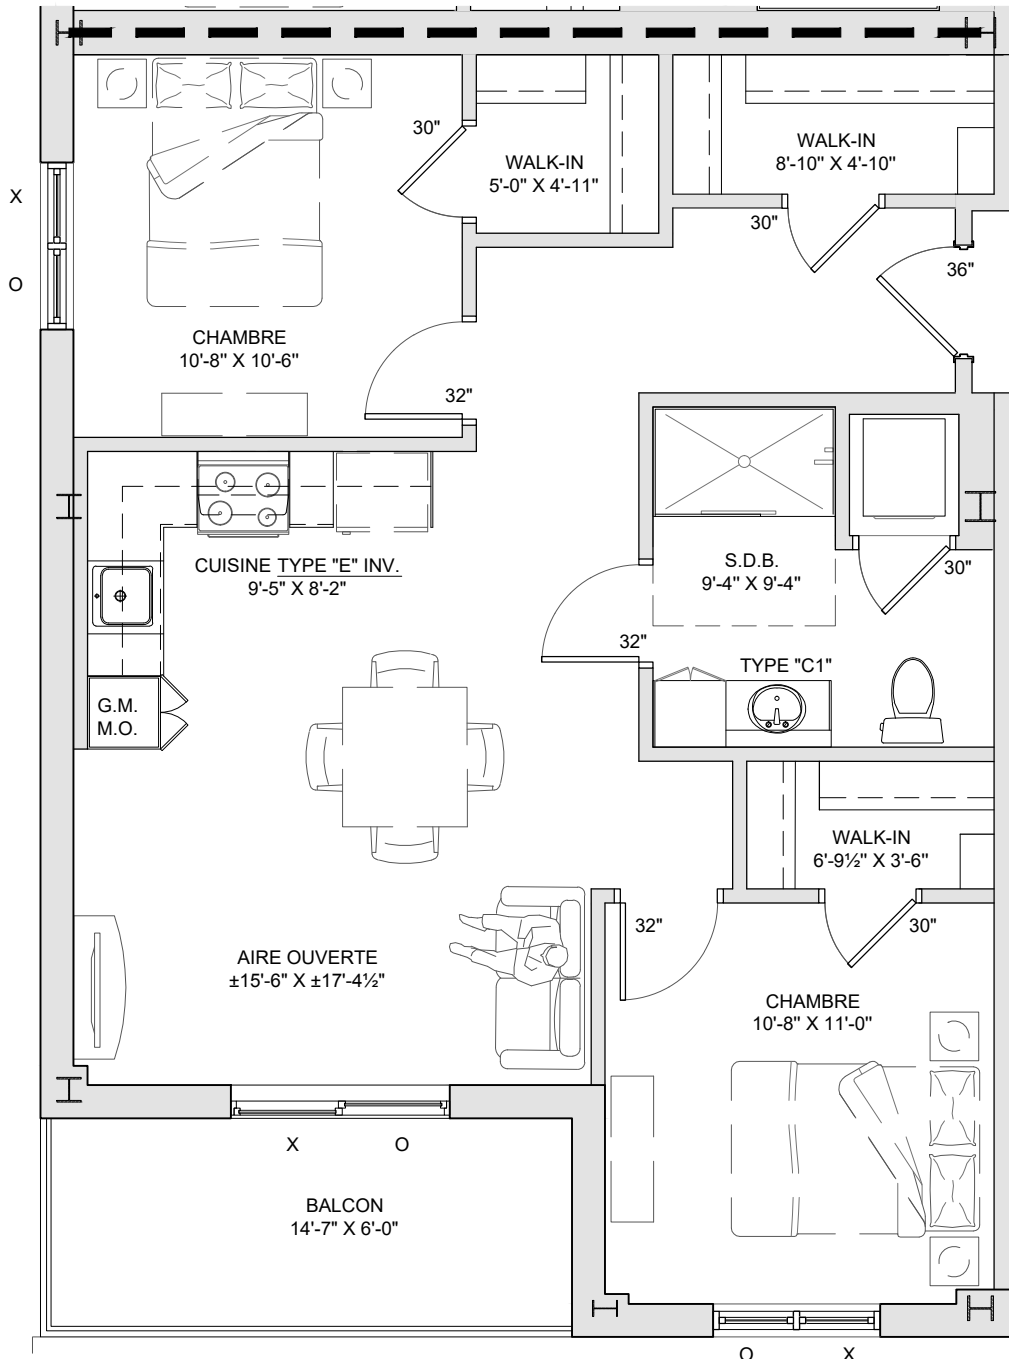 30"
WALK-IN
5'-0" X 4'-11"
WALK-IN
8'-10" X 4'-10"
X
O
30"
36"
CHAMBRE
10'-8" X 10'-6"
32"
CUISINE TYPE "E" INV.
9'-5" X 8'-2"
S.D.B.
9'-4" X 9'-4"
30"
32"
TYPE "C1"
G.M.
M.O.
WALK-IN
6'-9½" X 3'-6"
32"
30"
AIRE OUVERTE
±15'-6" X ±17'-4½"
CHAMBRE
10'-8" X 11'-0"
X O
BALCON
14'-7" X 6'-0"
O X